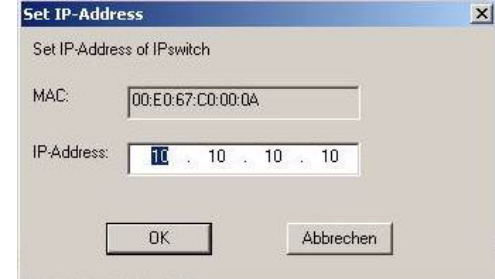 Set IP-Address
Set IP-Address of IPswitch
MAC: 00:E0:67:C0:00:0A
IP-Address: 10 . 10 . 10 . 10
OK Abbrechen